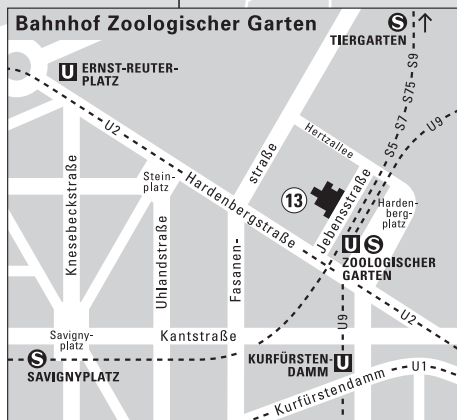 Bahnhof Zoologischer Garten
S
TIERGARTEN
U ERNST-REUTER-
PLATZ
U2
S5 - S7 - S75 - S9
U9
Hertzallee
straße
Stein-
platz
Hardenbergstraße
13
Jebensstraße
Harden-
berg-
platz
Knesebeckstraße
Uhlandstraße
Fasanen-
U S
ZOOLOGISCHER
GARTEN
U9
U2
Savigny-
platz
Kantstraße
S
SAVIGNYPLATZ
KURFÜRSTEN-
DAMM
U
U1
Kurfürstendamm